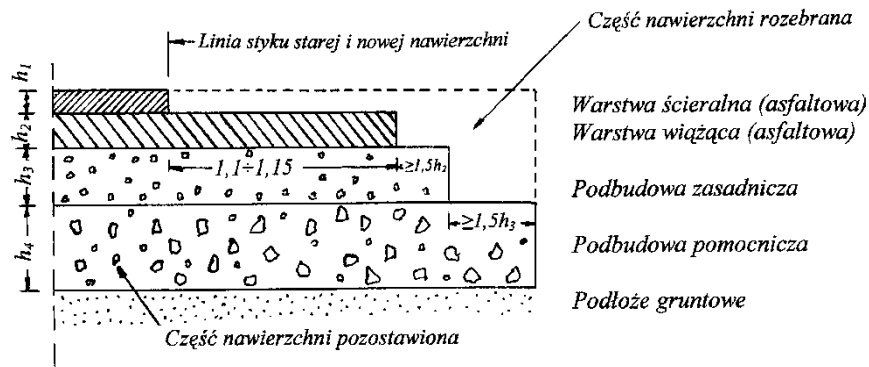 Część nawierzchni rozebrana
Linia styku starej i nowej nawierzchni
h1
Warstwa ścieralna (asfaltowa)
h2
Warstwa wiążąca (asfaltowa)
h3
1,1÷1,15
≥1,5h2
Podbudowa zasadnicza
h4
≥1,5h3
Podbudowa pomocnicza
Podłoże gruntowe
Część nawierzchni pozostawiona